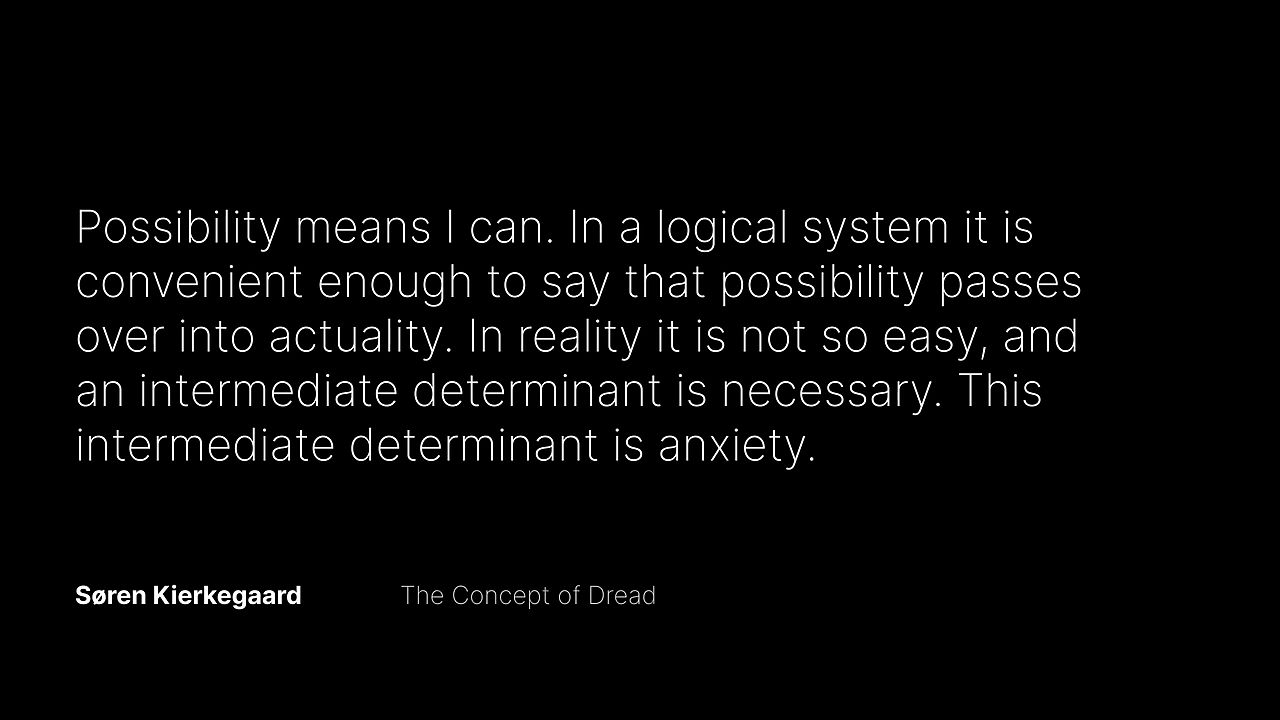 Possibility means I can. In a logical system it is
convenient enough to say that possibility passes
over into actuality. In reality it is not so easy, and
an intermediate determinant is necessary. This
intermediate determinant is anxiety.
Søren Kierkegaard The Concept of Dread